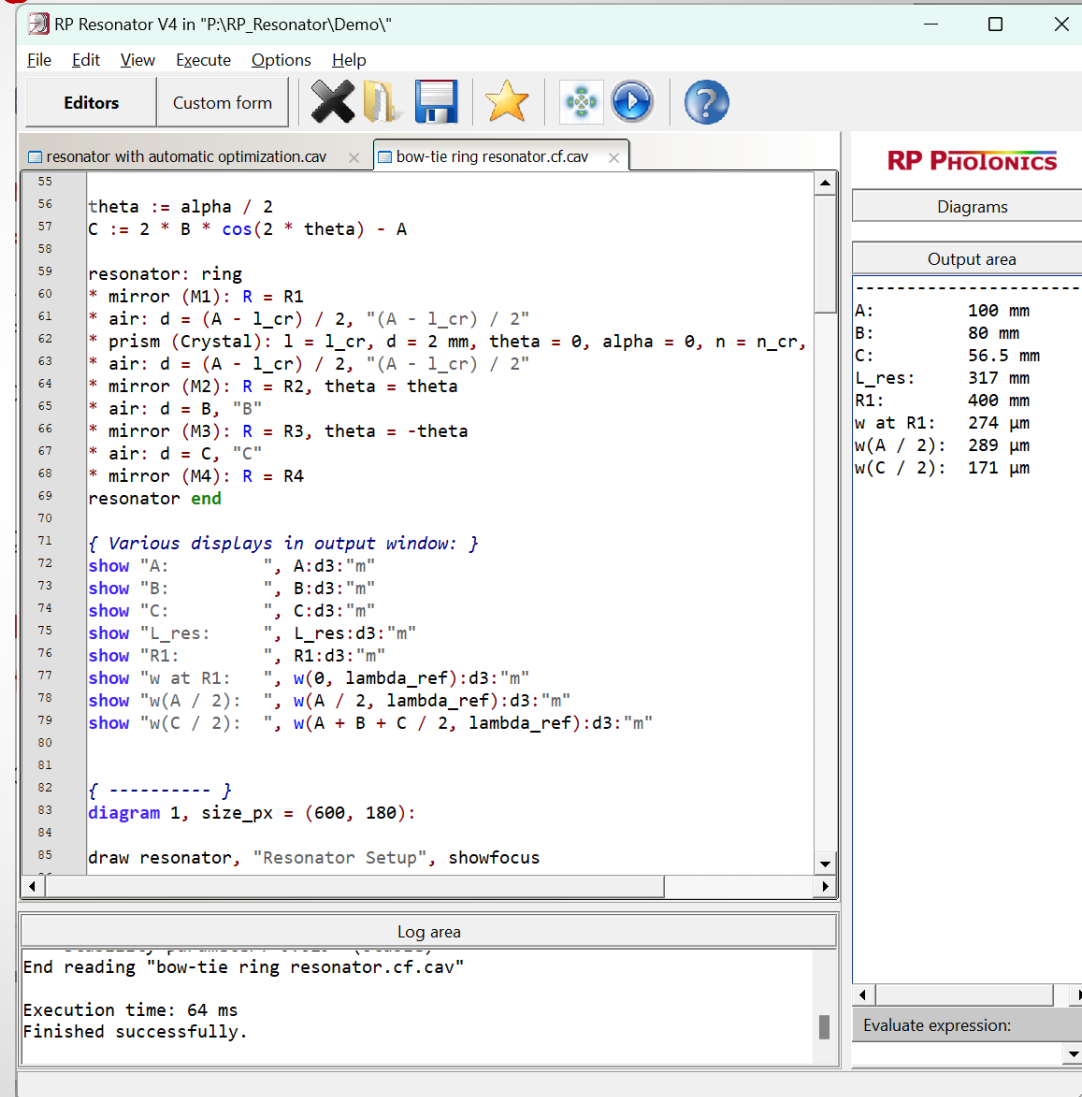 RP Resonator V4 in "P:\RP_Resonator\Demo\"
File Edit View Execute Options Help
Editors Custom form
resonator with automatic optimization.cav bow-tie ring resonator.cf.cav
55
56 theta := alpha / 2
57 C := 2 * B * cos(2 * theta) - A
58
59 resonator: ring
60 * mirror (M1): R = R1
61 * air: d = (A - l_cr) / 2, "(A - l_cr) / 2"
62 * prism (Crystal): l = l_cr, d = 2 mm, theta = 0, alpha = 0, n = n_cr,
63 * air: d = (A - l_cr) / 2, "(A - l_cr) / 2"
64 * mirror (M2): R = R2, theta = theta
65 * air: d = B, "B"
66 * mirror (M3): R = R3, theta = -theta
67 * air: d = C, "C"
68 * mirror (M4): R = R4
69 resonator end
70
71 { Various displays in output window: }
72 show "A:          ", A:d3:"m"
73 show "B:          ", B:d3:"m"
74 show "C:          ", C:d3:"m"
75 show "L_res:      ", L_res:d3:"m"
76 show "R1:         ", R1:d3:"m"
77 show "w at R1:    ", w(0, lambda_ref):d3:"m"
78 show "w(A / 2):   ", w(A / 2, lambda_ref):d3:"m"
79 show "w(C / 2):   ", w(A + B + C / 2, lambda_ref):d3:"m"
80
81
82 { ---------- }
83 diagram 1, size_px = (600, 180):
84
85 draw resonator, "Resonator Setup", showfocus
Log area
End reading "bow-tie ring resonator.cf.cav"
Execution time: 64 ms
Finished successfully.
RP PHOTONICS
Diagrams
Output area
----------------------
A: 100 mm
B: 80 mm
C: 56.5 mm
L_res: 317 mm
R1: 400 mm
w at R1: 274 µm
w(A / 2): 289 µm
w(C / 2): 171 µm
Evaluate expression: